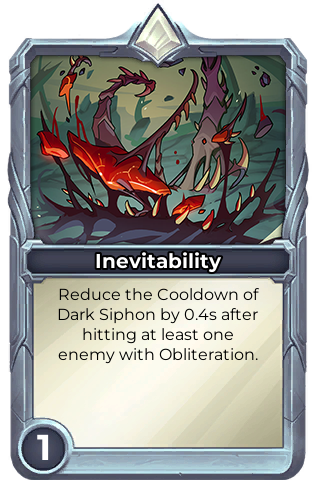 Inevitability
Reduce the Cooldown of
Dark Siphon by 0.4s after
hitting at least one
enemy with Obliteration.
1